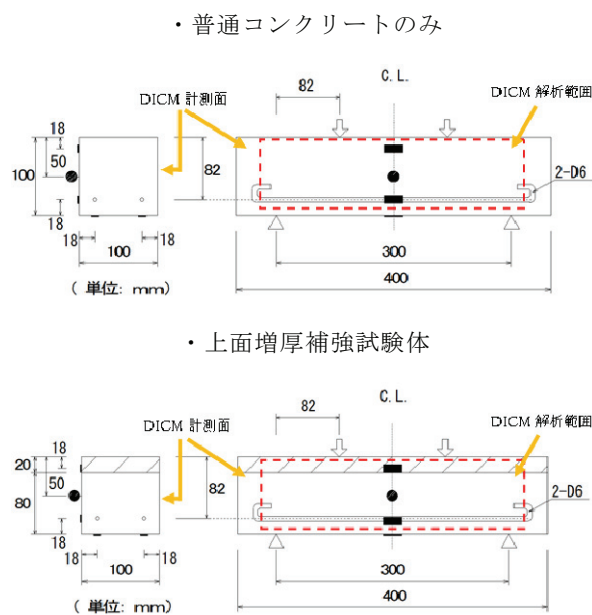 ・普通コンクリートのみ
C.L.
82
DICM 計測面
DICM 解析範囲
18
50
100
82
2-D6
18
18
18
100
300
400
( 単位: mm)
・上面増厚補強試験体
C.L.
82
DICM 計測面
DICM 解析範囲
18
20
50
82
80
2-D6
18
18
18
100
300
400
( 単位: mm)